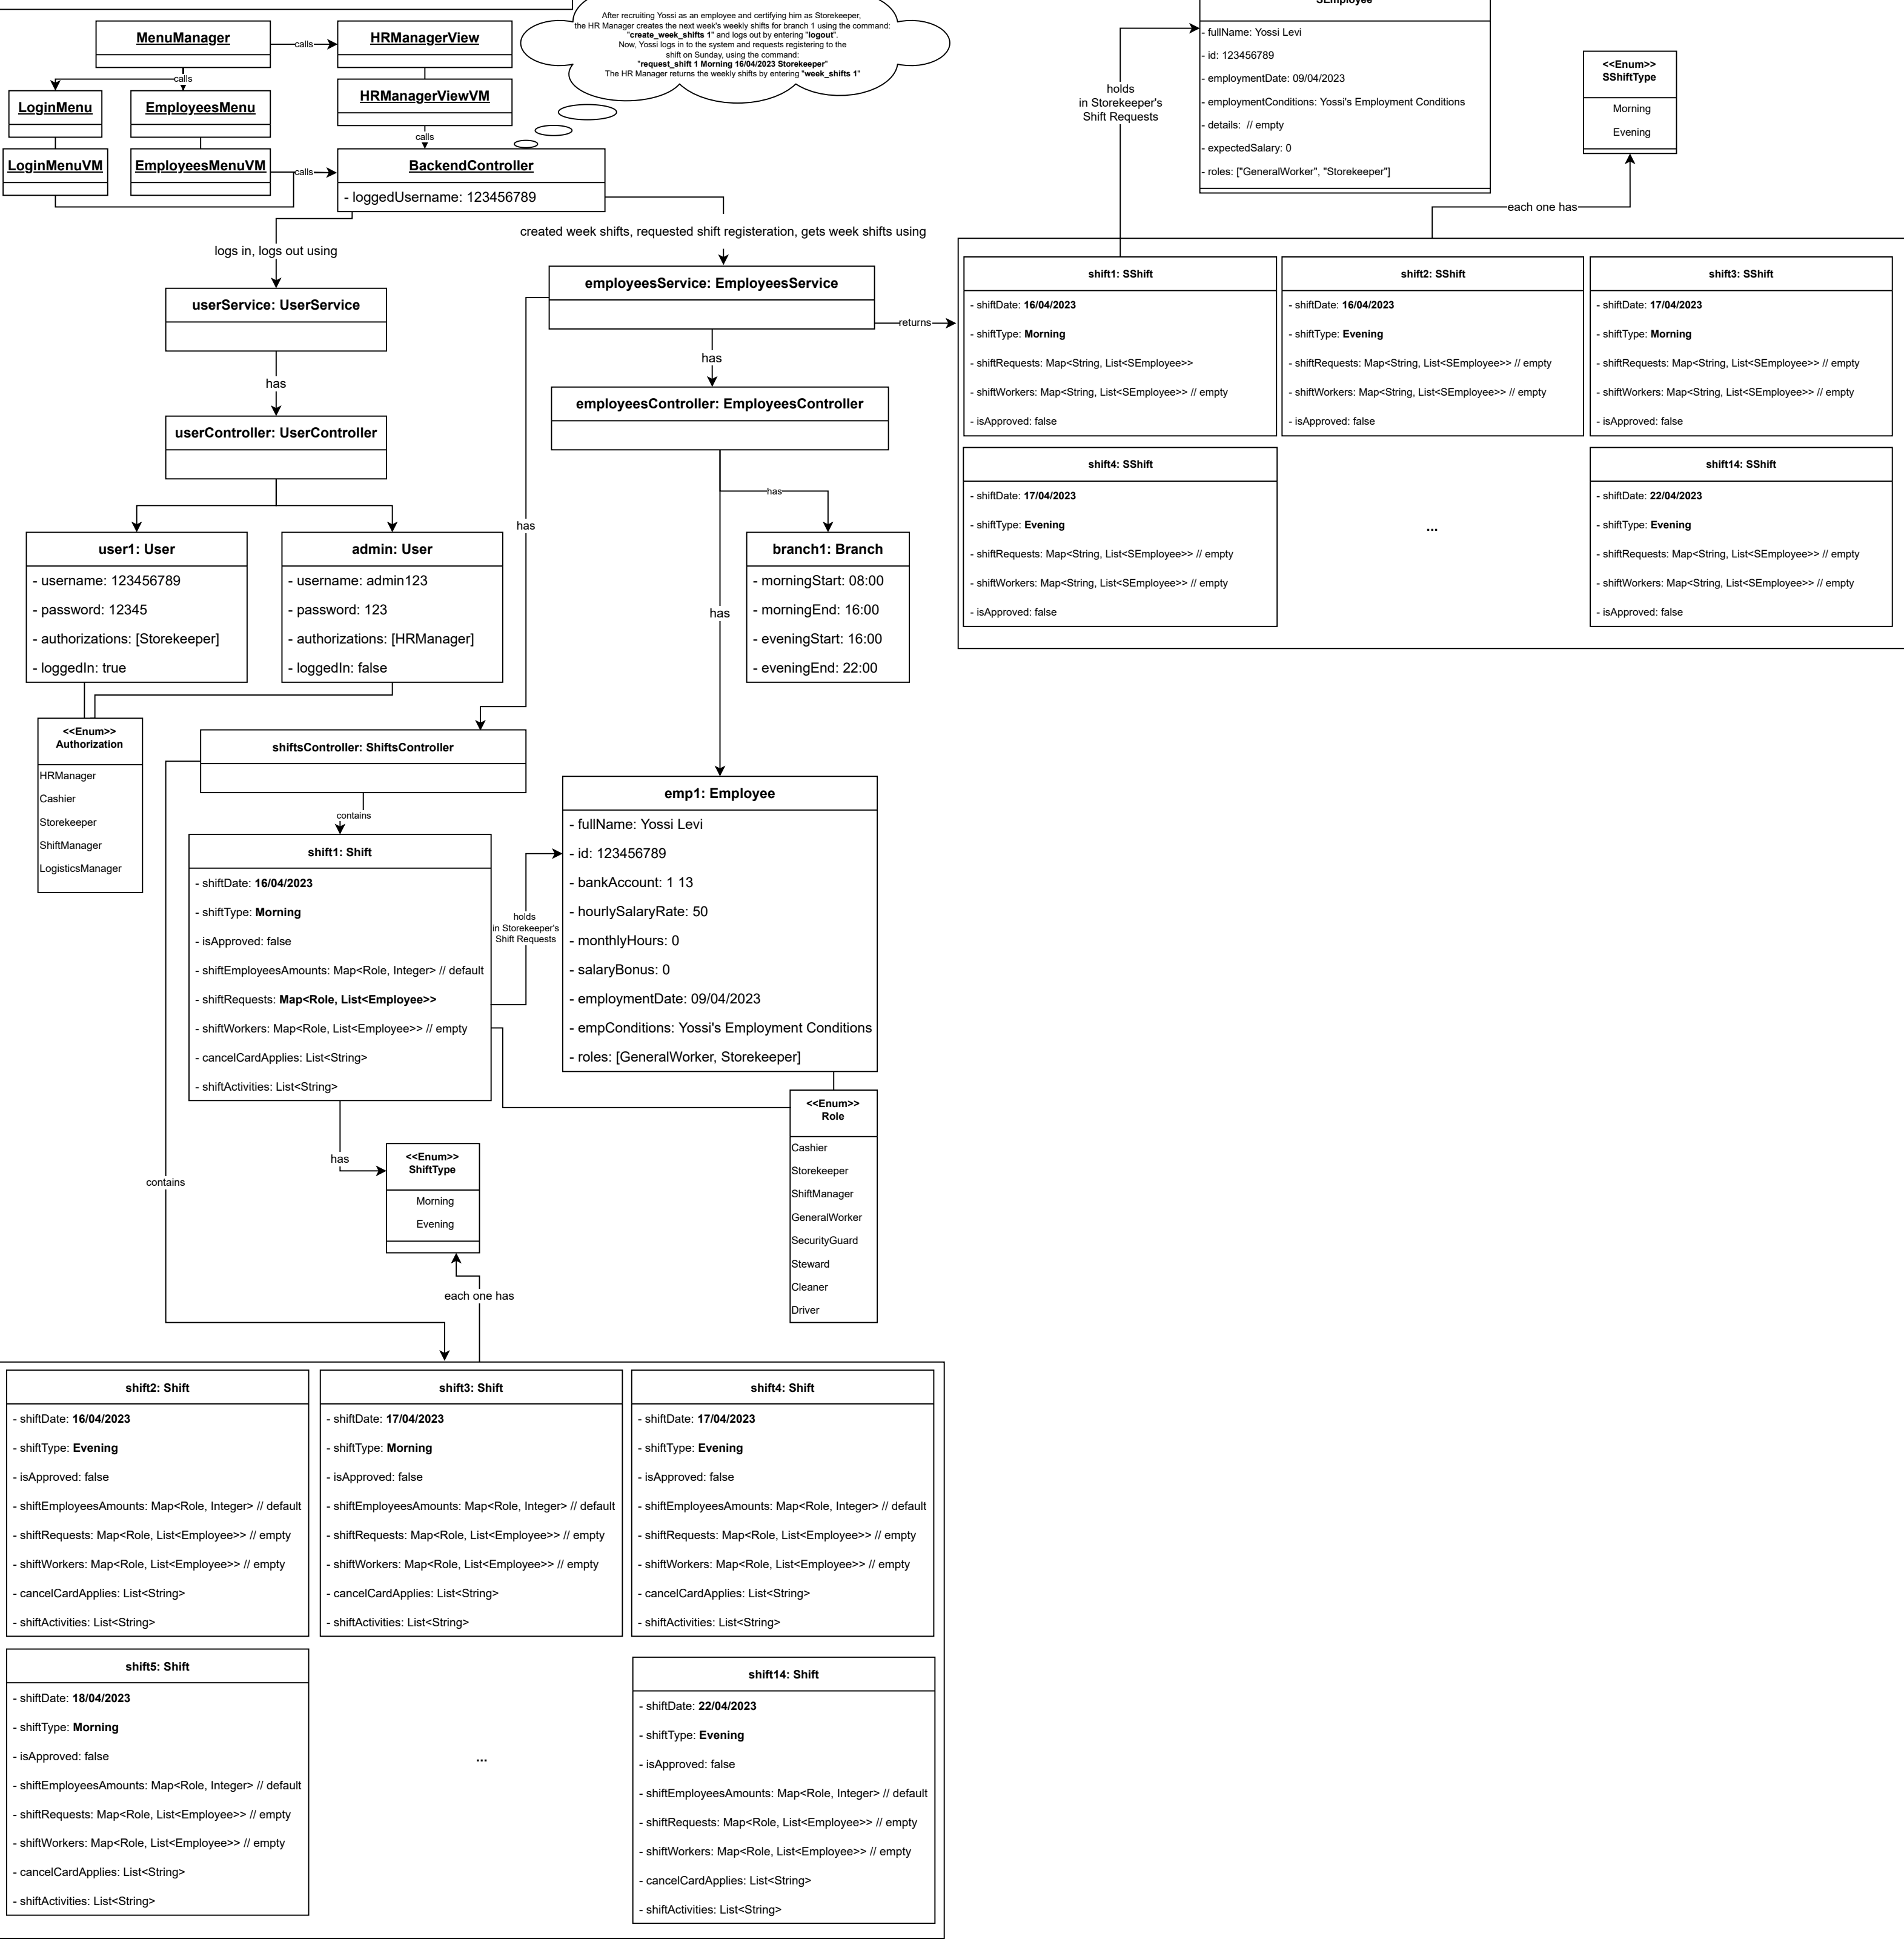 After recruiting Yossi as an employee and certifying him as Storekeeper,
the HR Manager creates the next week's weekly shifts for branch 1 using the command:
"create_week_shifts 1" and logs out by entering "logout".
Now, Yossi logs in to the system and requests registering to the
shift on Sunday, using the command:
"request_shift 1 Morning 16/04/2023 Storekeeper"
The HR Manager returns the weekly shifts by entering "week_shifts 1"
MenuManager
calls
HRManagerView
calls
HRManagerViewVM
LoginMenu
EmployeesMenu
calls
LoginMenuVM
EmployeesMenuVM
calls
BackendController
- loggedUsername: 123456789
logs in, logs out using
created week shifts, requested shift registeration, gets week shifts using
userService: UserService
has
userController: UserController
user1: User
- username: 123456789
- password: 12345
- authorizations: [Storekeeper]
- loggedIn: true
admin: User
- username: admin123
- password: 123
- authorizations: [HRManager]
- loggedIn: false
<<Enum>>
Authorization
HRManager
Cashier
Storekeeper
ShiftManager
LogisticsManager
employeesService: EmployeesService
returns
has
employeesController: EmployeesController
has
has
has
branch1: Branch
- morningStart: 08:00
- morningEnd: 16:00
- eveningStart: 16:00
- eveningEnd: 22:00
shiftsController: ShiftsController
contains
contains
shift1: Shift
- shiftDate: 16/04/2023
- shiftType: Morning
- isApproved: false
- shiftEmployeesAmounts: Map<Role, Integer> // default
- shiftRequests: Map<Role, List<Employee>>
- shiftWorkers: Map<Role, List<Employee>> // empty
- cancelCardApplies: List<String>
- shiftActivities: List<String>
holds
in Storekeeper's
Shift Requests
emp1: Employee
- fullName: Yossi Levi
- id: 123456789
- bankAccount: 1 13
- hourlySalaryRate: 50
- monthlyHours: 0
- salaryBonus: 0
- employmentDate: 09/04/2023
- empConditions: Yossi's Employment Conditions
- roles: [GeneralWorker, Storekeeper]
<<Enum>>
Role
Cashier
Storekeeper
ShiftManager
GeneralWorker
SecurityGuard
Steward
Cleaner
Driver
has
<<Enum>>
ShiftType
Morning
Evening
each one has
shift2: Shift
- shiftDate: 16/04/2023
- shiftType: Evening
- isApproved: false
- shiftEmployeesAmounts: Map<Role, Integer> // default
- shiftRequests: Map<Role, List<Employee>> // empty
- shiftWorkers: Map<Role, List<Employee>> // empty
- cancelCardApplies: List<String>
- shiftActivities: List<String>
shift3: Shift
- shiftDate: 17/04/2023
- shiftType: Morning
- isApproved: false
- shiftEmployeesAmounts: Map<Role, Integer> // default
- shiftRequests: Map<Role, List<Employee>> // empty
- shiftWorkers: Map<Role, List<Employee>> // empty
- cancelCardApplies: List<String>
- shiftActivities: List<String>
shift4: Shift
- shiftDate: 17/04/2023
- shiftType: Evening
- isApproved: false
- shiftEmployeesAmounts: Map<Role, Integer> // default
- shiftRequests: Map<Role, List<Employee>> // empty
- shiftWorkers: Map<Role, List<Employee>> // empty
- cancelCardApplies: List<String>
- shiftActivities: List<String>
shift5: Shift
- shiftDate: 18/04/2023
- shiftType: Morning
- isApproved: false
- shiftEmployeesAmounts: Map<Role, Integer> // default
- shiftRequests: Map<Role, List<Employee>> // empty
- shiftWorkers: Map<Role, List<Employee>> // empty
- cancelCardApplies: List<String>
- shiftActivities: List<String>
...
shift14: Shift
- shiftDate: 22/04/2023
- shiftType: Evening
- isApproved: false
- shiftEmployeesAmounts: Map<Role, Integer> // default
- shiftRequests: Map<Role, List<Employee>> // empty
- shiftWorkers: Map<Role, List<Employee>> // empty
- cancelCardApplies: List<String>
- shiftActivities: List<String>
SEmployee
- fullName: Yossi Levi
- id: 123456789
- employmentDate: 09/04/2023
- employmentConditions: Yossi's Employment Conditions
- details: // empty
- expectedSalary: 0
- roles: ["GeneralWorker", "Storekeeper"]
holds
in Storekeeper's
Shift Requests
<<Enum>>
SShiftType
Morning
Evening
each one has
shift1: SShift
- shiftDate: 16/04/2023
- shiftType: Morning
- shiftRequests: Map<String, List<SEmployee>>
- shiftWorkers: Map<String, List<SEmployee>> // empty
- isApproved: false
shift2: SShift
- shiftDate: 16/04/2023
- shiftType: Evening
- shiftRequests: Map<String, List<SEmployee>> // empty
- shiftWorkers: Map<String, List<SEmployee>> // empty
- isApproved: false
shift3: SShift
- shiftDate: 17/04/2023
- shiftType: Morning
- shiftRequests: Map<String, List<SEmployee>> // empty
- shiftWorkers: Map<String, List<SEmployee>> // empty
- isApproved: false
shift4: SShift
- shiftDate: 17/04/2023
- shiftType: Evening
- shiftRequests: Map<String, List<SEmployee>> // empty
- shiftWorkers: Map<String, List<SEmployee>> // empty
- isApproved: false
...
shift14: SShift
- shiftDate: 22/04/2023
- shiftType: Evening
- shiftRequests: Map<String, List<SEmployee>> // empty
- shiftWorkers: Map<String, List<SEmployee>> // empty
- isApproved: false